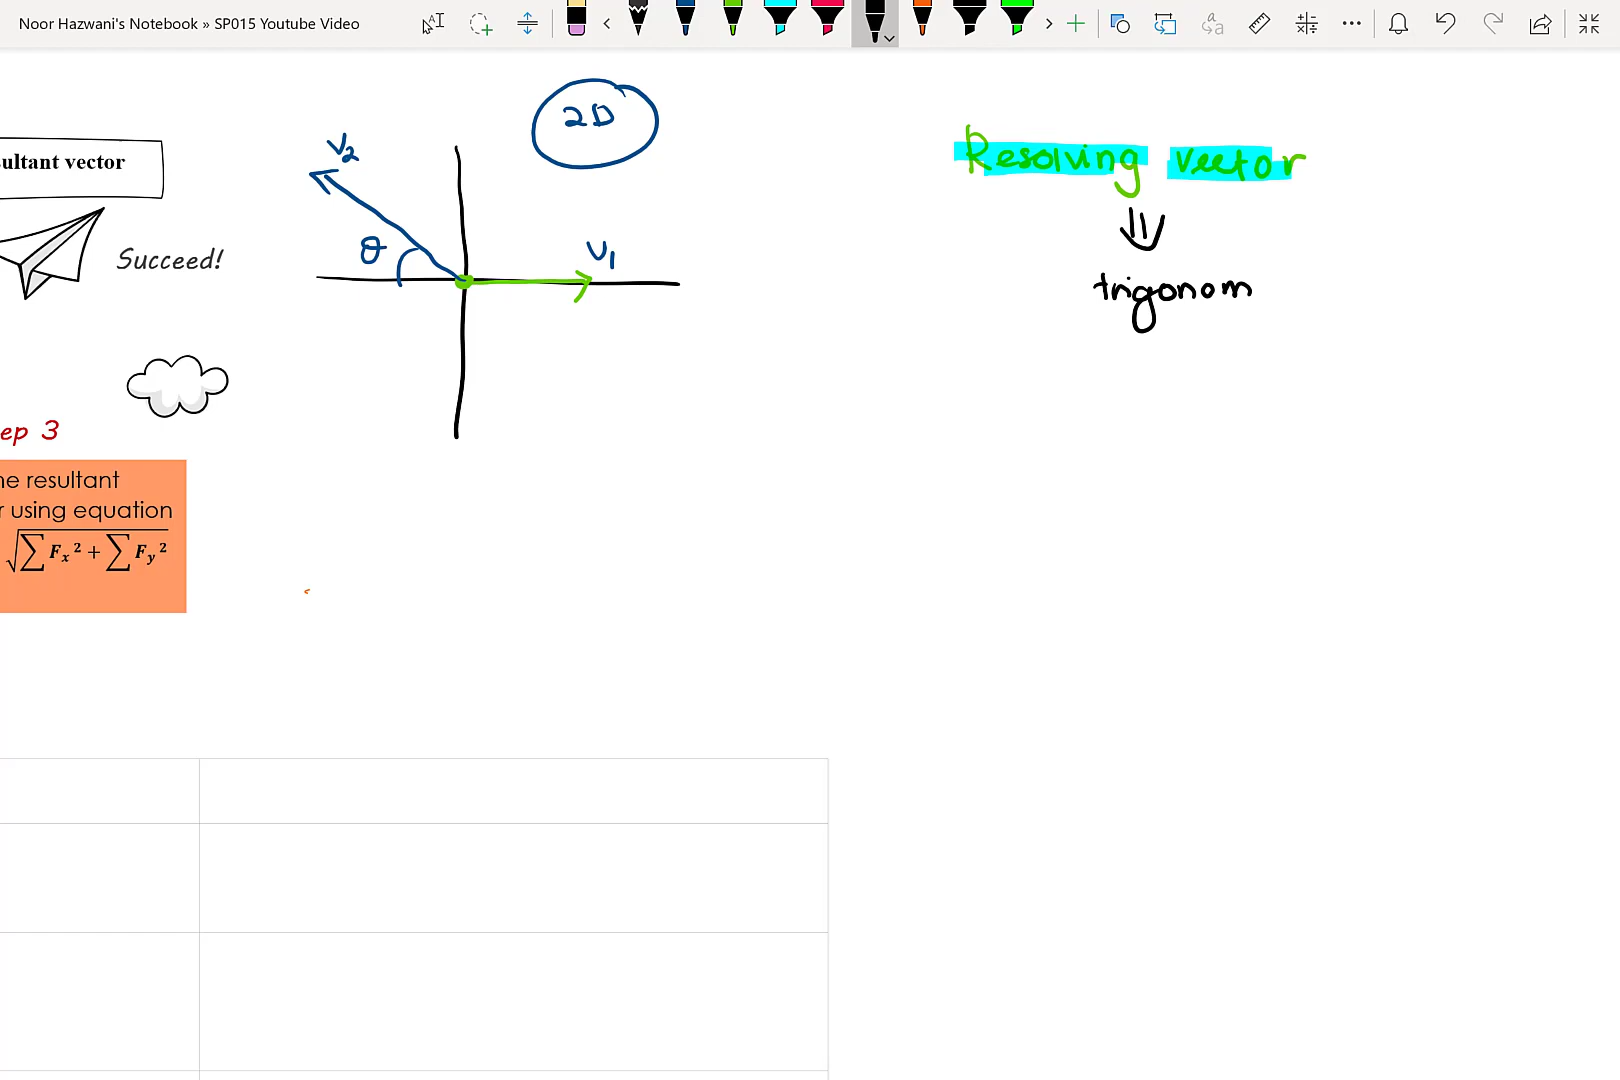 Noor Hazwani's Notebook » SP015 Youtube Video
2D
V2
θ
V1
ultant vector
Succeed!
Resolving vector
⇓
trigonom
ep 3
he resultant
r using equation
√∑Fx² + ∑Fy²